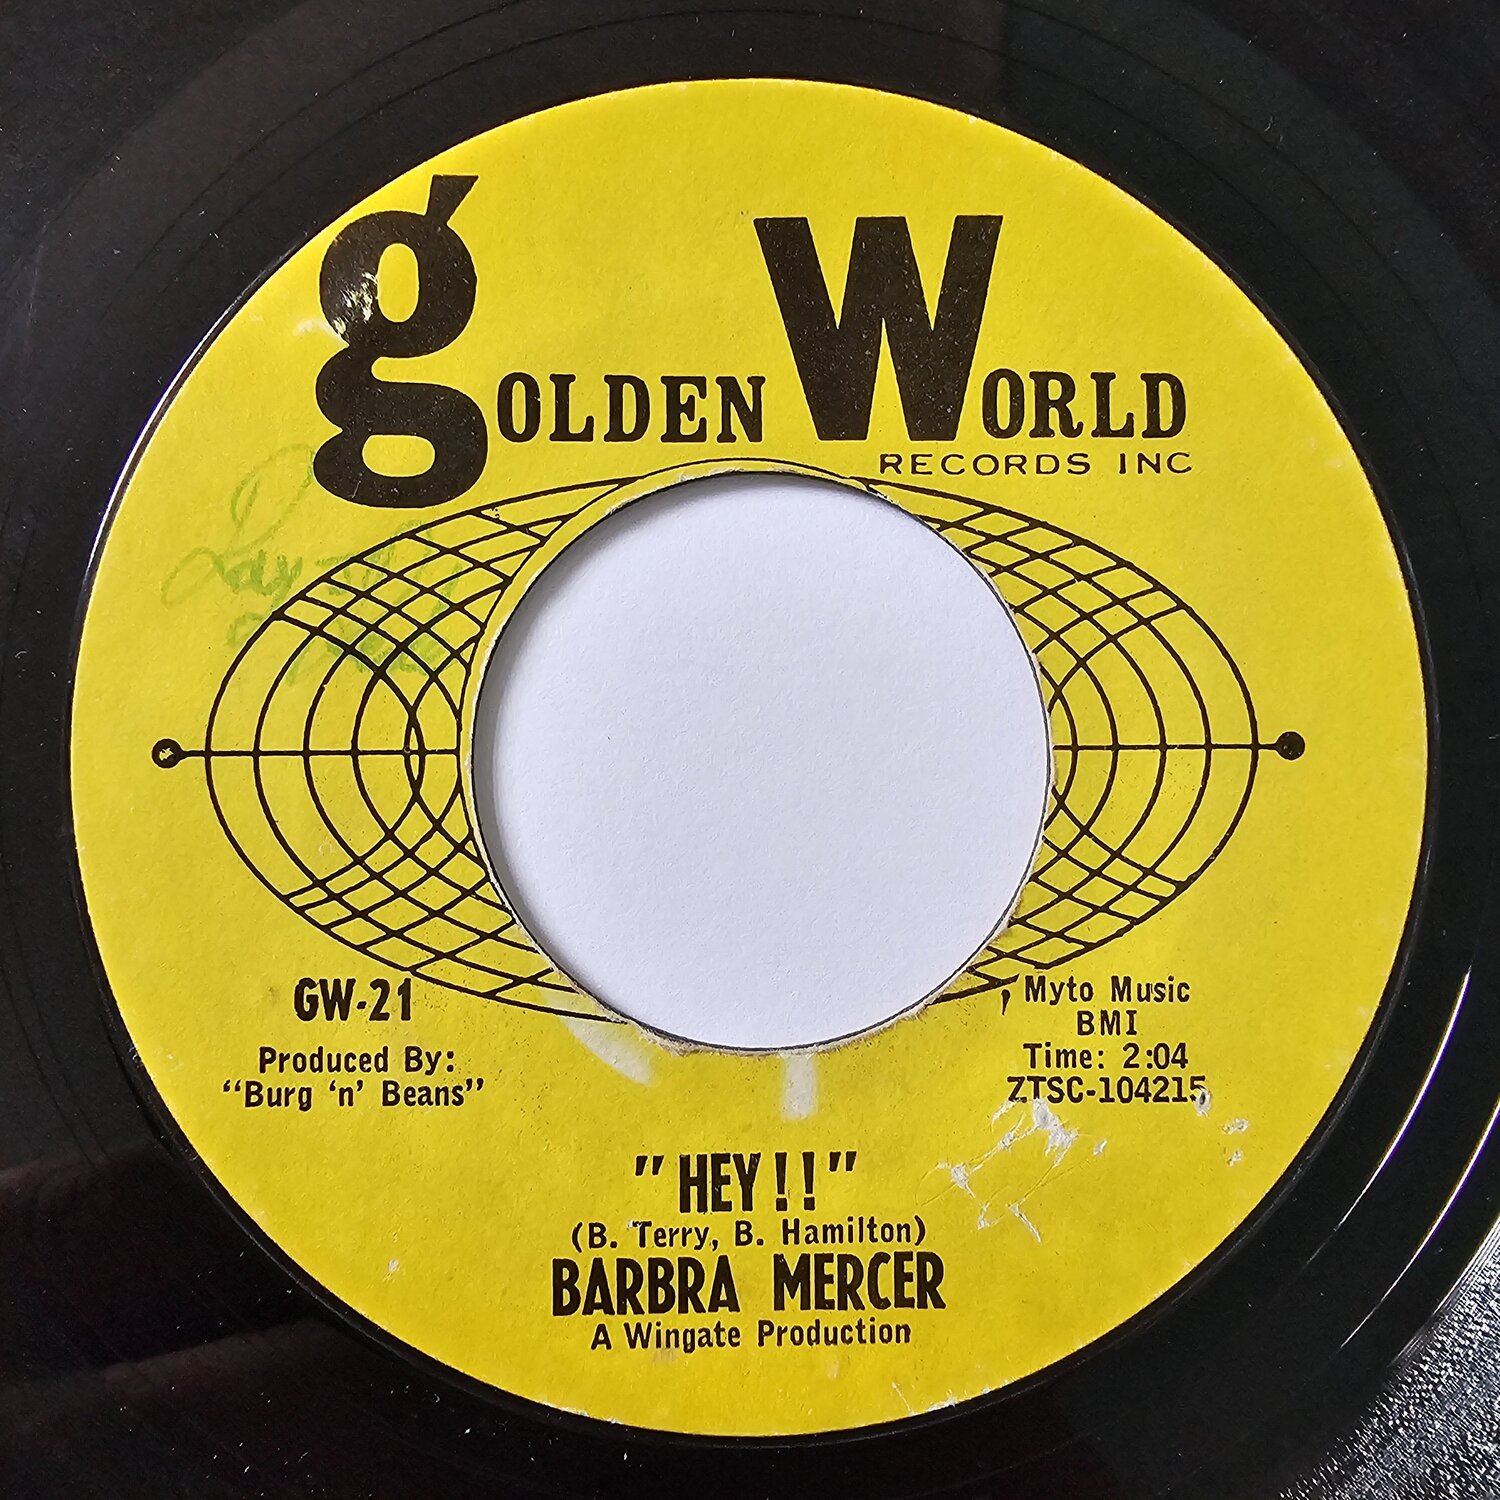 gOLDEN WORLD
RECORDS INC
GW-21
Produced By:
“Burg ‘n’ Beans”
Myto Music
BMI
Time: 2:04
ZTSC-104215
"HEY!!"
(B. Terry, B. Hamilton)
BARBRA MERCER
A Wingate Production